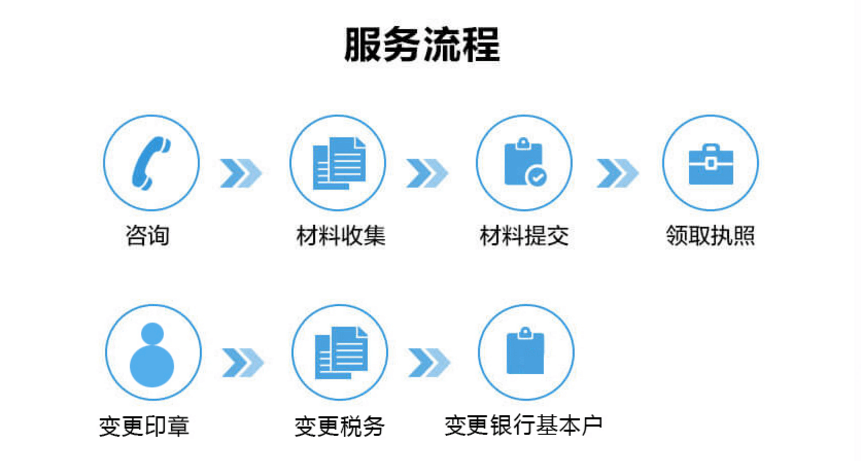 服务流程
咨询
材料收集
材料提交
领取执照
变更印章
变更税务
变更银行基本户